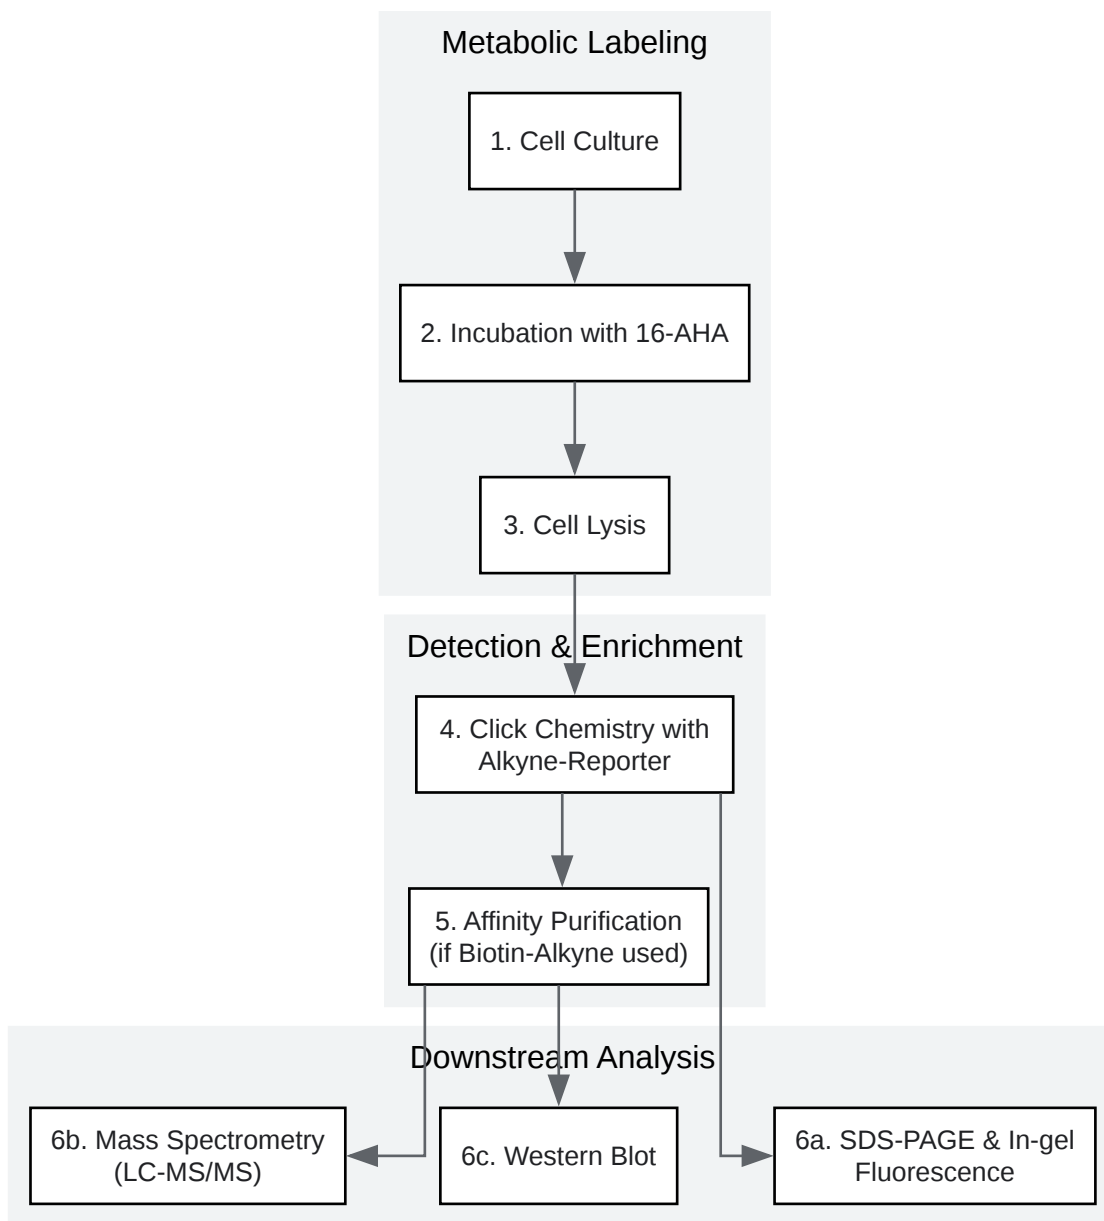 Metabolic Labeling
1. Cell Culture
2. Incubation with 16-AHA
3. Cell Lysis
Detection & Enrichment
4. Click Chemistry with
Alkyne-Reporter
5. Affinity Purification
(if Biotin-Alkyne used)
Downstream Analysis
6b. Mass Spectrometry
(LC-MS/MS)
6c. Western Blot
6a. SDS-PAGE & In-gel
Fluorescence